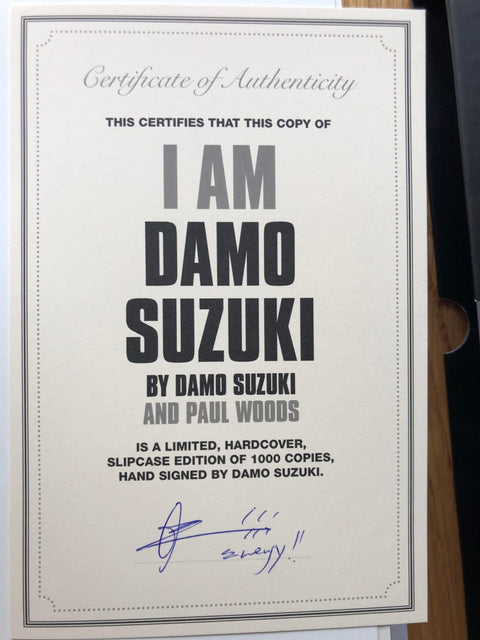 Certificate of Authenticity
THIS CERTIFIES THAT THIS COPY OF
I AM
DAMO
SUZUKI
BY DAMO SUZUKI
AND PAUL WOODS
IS A LIMITED, HARDCOVER,
SLIPCASE EDITION OF 1000 COPIES,
HAND SIGNED BY DAMO SUZUKI.